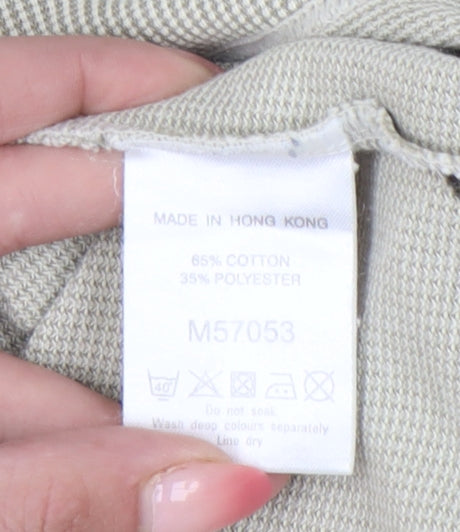 MADE IN HONG KONG
65% COTTON
35% POLYESTER
M57053
40°
Do not soak
Wash deep colours separately
Line dry